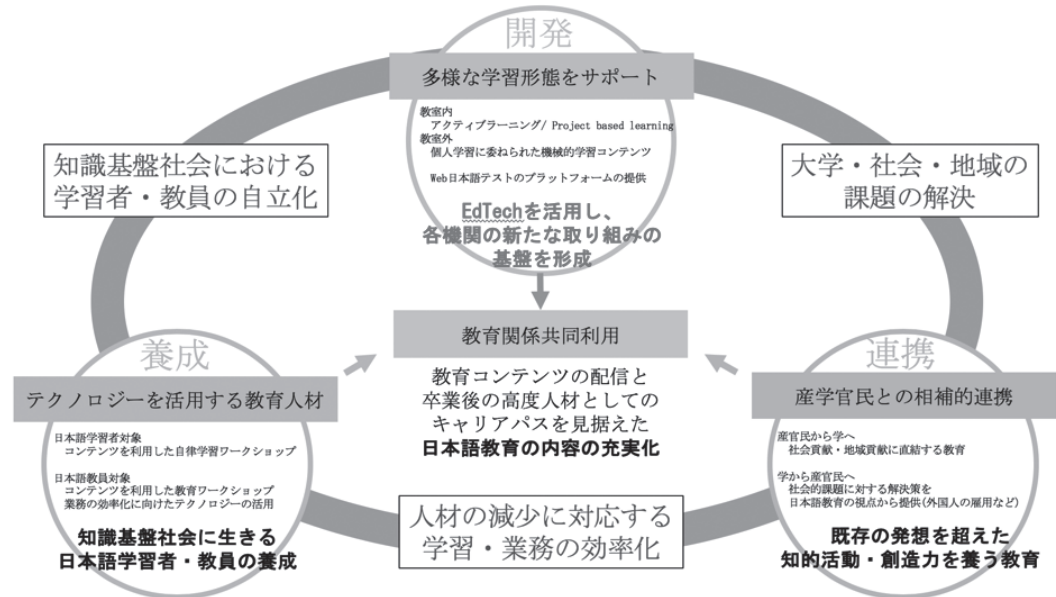 開発
多様な学習形態をサポート
教室内
アクティブラーニング/ Project based learning
教室外
個人学習に委ねられた機械的学習コンテンツ
Web日本語テストのプラットフォームの提供
EdTechを活用し、
各機関の新たな取り組みの
基盤を形成
知識基盤社会における
学習者・教員の自立化
大学・社会・地域の
課題の解決
教育関係共同利用
教育コンテンツの配信と
卒業後の高度人材としての
キャリアパスを見据えた
日本語教育の内容の充実化
養成
テクノロジーを活用する教育人材
日本語学習者対象
コンテンツを利用した自律学習ワークショップ
日本語教員対象
コンテンツを利用した教育ワークショップ
業務の効率化に向けたテクノロジーの活用
知識基盤社会に生きる
日本語学習者・教員の養成
人材の減少に対応する
学習・業務の効率化
連携
産学官民との相補的連携
産官民から学へ
社会貢献・地域貢献に直結する教育
学から産官民へ
社会的課題に対する解決策を
日本語教育の視点から提供(外国人の雇用など)
既存の発想を超えた
知的活動・創造力を養う教育